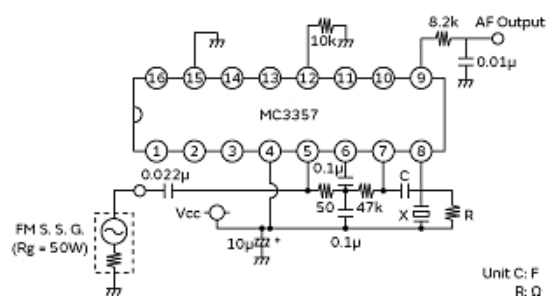 8.2k
AF Output
10k
0.01μ
16 15 14 13 12 11 10 9
MC3357
1 2 3 4 5 6 7 8
0.1μ
0.022μ
C
50
47k
X
R
FM S. S. G.
(Rg = 50W)
Vcc
10μ
+
0.1μ
Unit C: F
R: Ω